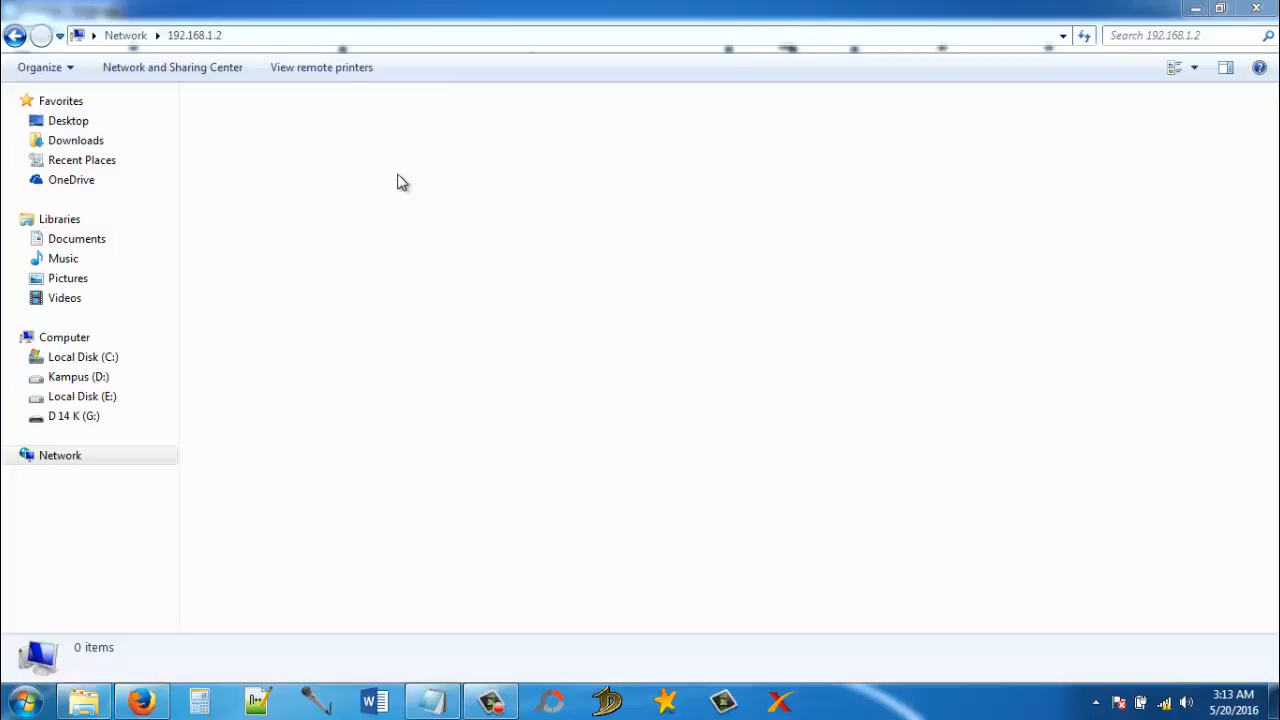 Network 192.168.1.2 Search 192.168.1.2
Organize Network and Sharing Center View remote printers
Favorites
Desktop
Downloads
Recent Places
OneDrive
Libraries
Documents
Music
Pictures
Videos
Computer
Local Disk (C:)
Kampus (D:)
Local Disk (E:)
D 14 K (G:)
Network
0 items
3:13 AM
5/20/2016